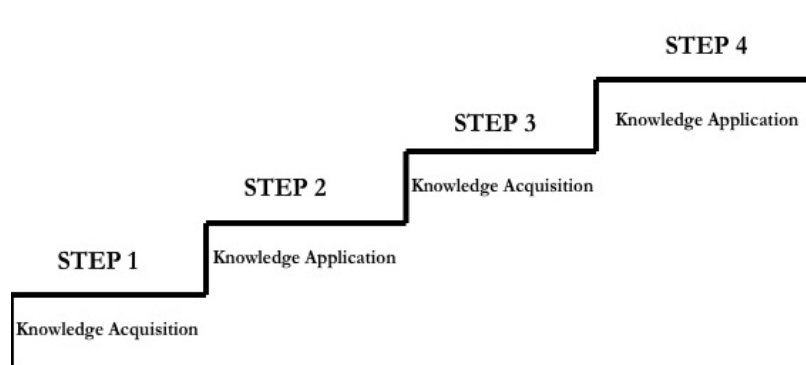 STEP 4
Knowledge Application
STEP 3
Knowledge Acquisition
STEP 2
Knowledge Application
STEP 1
Knowledge Acquisition